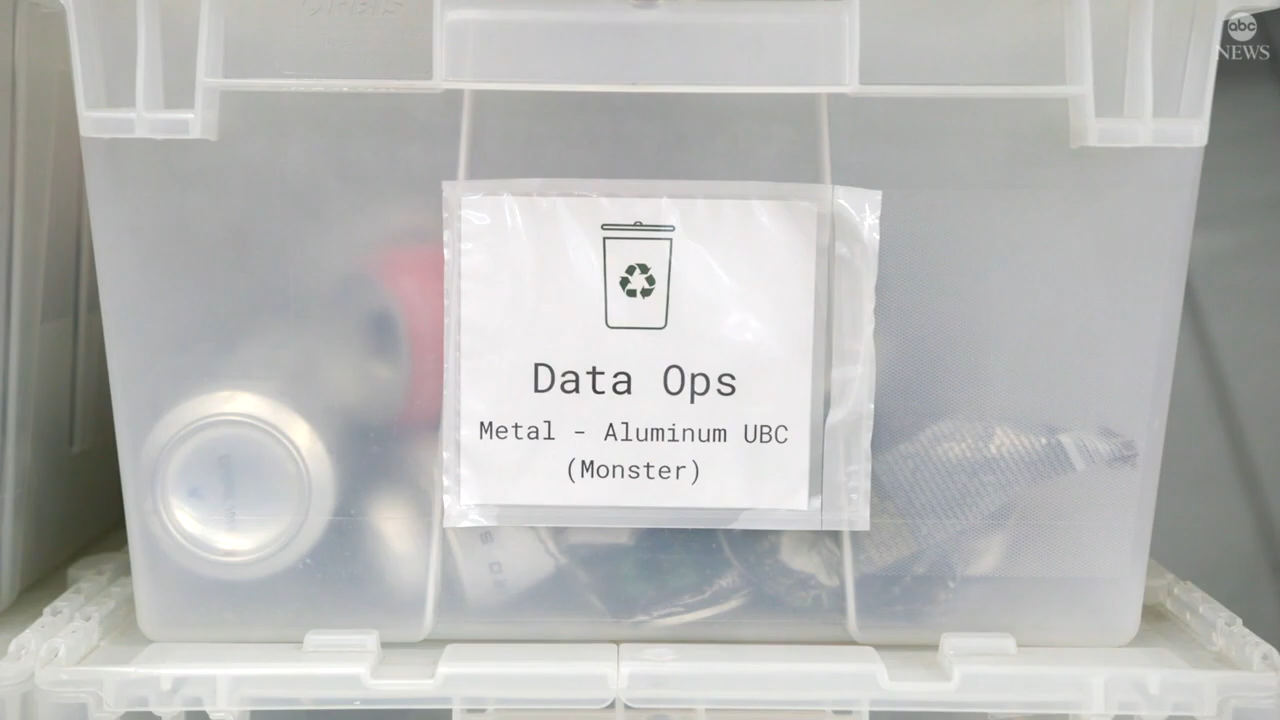 abc
NEWS
Data Ops
Metal - Aluminum UBC
(Monster)